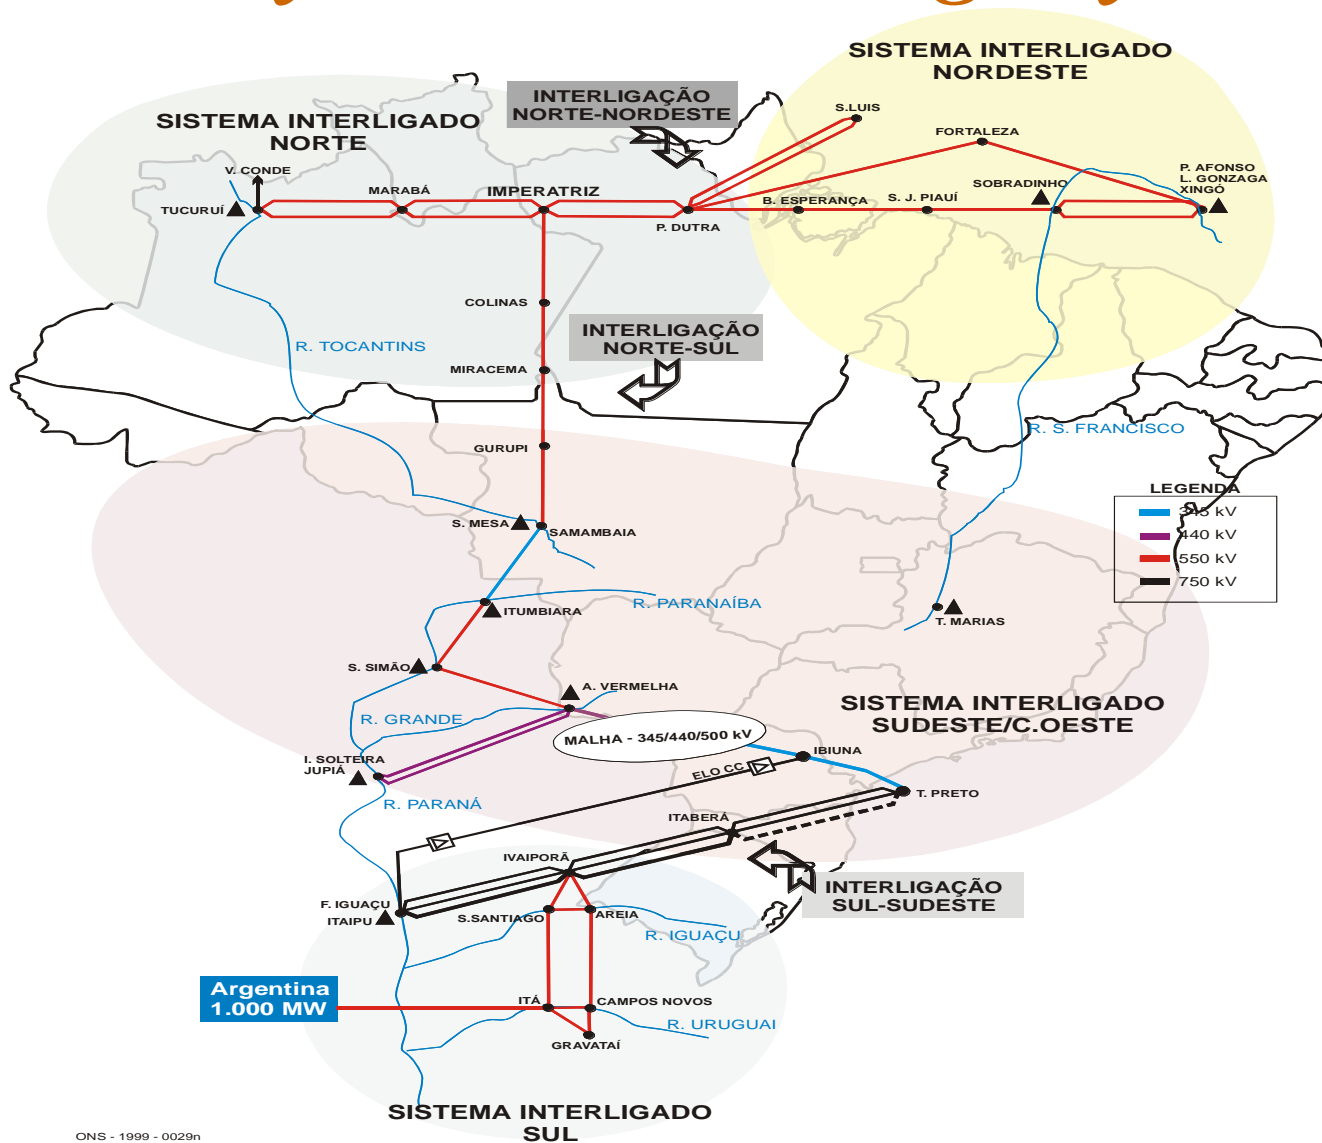 SISTEMA INTERLIGADO
NORDESTE
INTERLIGAÇÃO
NORTE-NORDESTE
SISTEMA INTERLIGADO
NORTE
S.LUIS
FORTALEZA
V. CONDE
P. AFONSO
L. GONZAGA
XINGÓ
MARABÁ
IMPERATRIZ
SOBRADINHO
TUCURUÍ
B. ESPERANÇA
S. J. PIAUÍ
P. DUTRA
COLINAS
INTERLIGAÇÃO
NORTE-SUL
R. TOCANTINS
MIRACEMA
R. S. FRANCISCO
GURUPI
LEGENDA
345 kV
440 kV
550 kV
750 kV
S. MESA
SAMAMBAIA
R. PARANAÍBA
ITUMBIARA
T. MARIAS
S. SIMÃO
A. VERMELHA
SISTEMA INTERLIGADO
SUDESTE/C.OESTE
R. GRANDE
MALHA - 345/440/500 kV
IBIUNA
I. SOLTEIRA
JUPIÁ
ELO CC
T. PRETO
R. PARANÁ
ITABERÁ
IVAIPORÃ
INTERLIGAÇÃO
SUL-SUDESTE
F. IGUAÇU
ITAIPU
S.SANTIAGO
AREIA
R. IGUAÇU
Argentina
1.000 MW
ITÁ
CAMPOS NOVOS
R. URUGUAI
GRAVATAÍ
SISTEMA INTERLIGADO
SUL
ONS - 1999 - 0029n